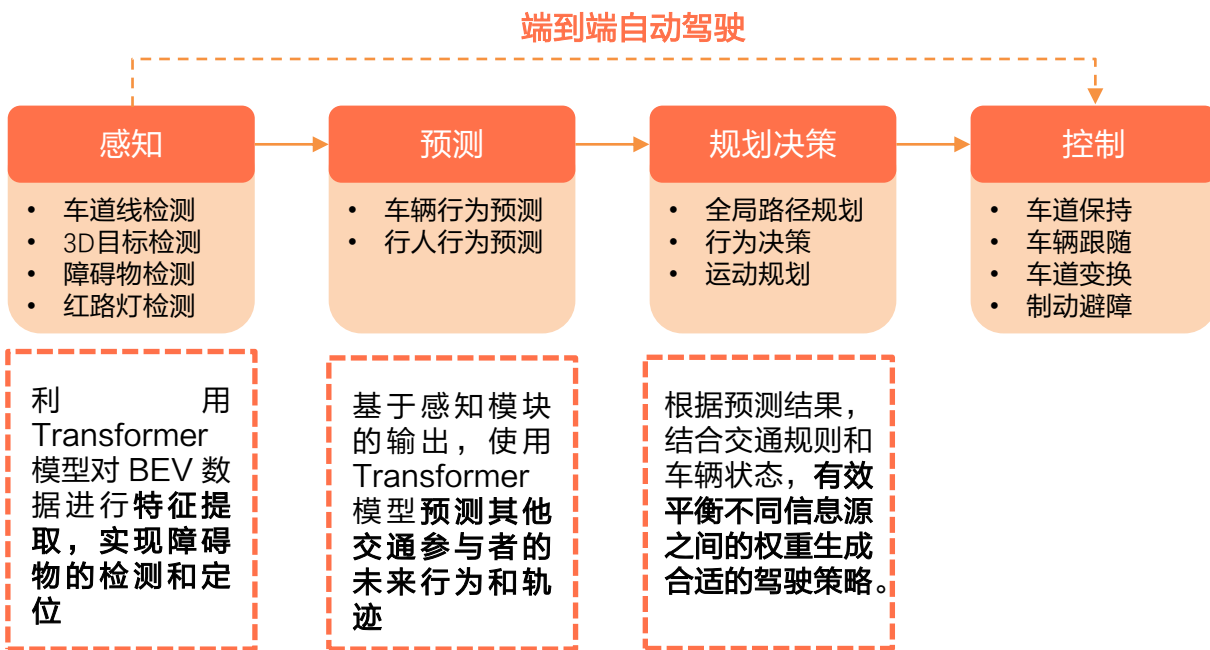 端到端自动驾驶
感知
• 车道线检测
• 3D目标检测
• 障碍物检测
• 红路灯检测
预测
• 车辆行为预测
• 行人行为预测
规划决策
• 全局路径规划
• 行为决策
• 运动规划
控制
• 车道保持
• 车辆跟随
• 车道变换
• 制动避障
利用
Transformer
模型对 BEV 数
据进行特征提
取，实现障碍
物的检测和定
位
基于感知模块
的输出，使用
Transformer
模型预测其他
交通参与者的
未来行为和轨
迹
根据预测结果，
结合交通规则和
车辆状态，有效
平衡不同信息源
之间的权重生成
合适的驾驶策略。